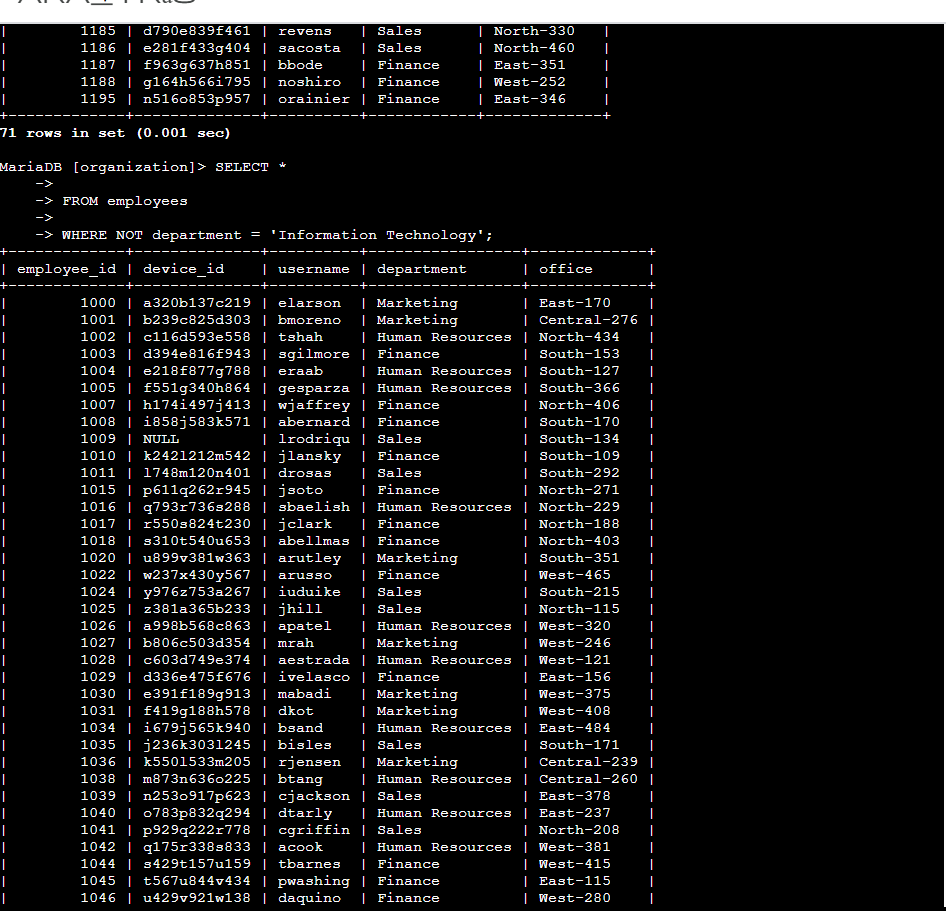 | 1185 | d790e839f461 | revens | Sales | North-330 |
| 1186 | e281f433g404 | sacosta | Sales | North-460 |
| 1187 | f963g637h851 | bbode | Finance | East-351 |
| 1188 | g164h566i795 | noshiro | Finance | West-252 |
| 1195 | n516o853p957 | orainier | Finance | East-346 |
+-------------+--------------+----------+------------+-------------+
71 rows in set (0.001 sec)
MariaDB [organization]> SELECT *
->
-> FROM employees
->
-> WHERE NOT department = 'Information Technology';
+-------------+--------------+----------+-----------------+-------------+
| employee_id | device_id | username | department | office |
+-------------+--------------+----------+-----------------+-------------+
| 1000 | a320b137c219 | elarson | Marketing | East-170 |
| 1001 | b239c825d303 | bmoreno | Marketing | Central-276 |
| 1002 | c116d593e558 | tshah | Human Resources | North-434 |
| 1003 | d394e816f943 | sgilmore | Finance | South-153 |
| 1004 | e218f877g788 | eraab | Human Resources | South-127 |
| 1005 | f551g340h864 | gesparza | Human Resources | South-366 |
| 1007 | h174i497j413 | wjaffrey | Finance | North-406 |
| 1008 | i858j583k571 | abernard | Finance | South-170 |
| 1009 | NULL | lrodriqu | Sales | South-134 |
| 1010 | k242l212m542 | jlansky | Finance | South-109 |
| 1011 | l748m120n401 | drosas | Sales | South-292 |
| 1015 | p611q262r945 | jsoto | Finance | North-271 |
| 1016 | q793r736s288 | sbaelish | Human Resources | North-229 |
| 1017 | r550s824t230 | jclark | Finance | North-188 |
| 1018 | s310t540u653 | abellmas | Finance | North-403 |
| 1020 | u899v381w363 | arutley | Marketing | South-351 |
| 1022 | w237x430y567 | arusso | Finance | West-465 |
| 1024 | y976z753a267 | iuduike | Sales | South-215 |
| 1025 | z381a365b233 | jhill | Sales | North-115 |
| 1026 | a998b568c863 | apatel | Human Resources | West-320 |
| 1027 | b806c503d354 | mrah | Marketing | West-246 |
| 1028 | c603d749e374 | aestrada | Human Resources | West-121 |
| 1029 | d336e475f676 | ivelasco | Finance | East-156 |
| 1030 | e391f189g913 | mabadi | Marketing | West-375 |
| 1031 | f419g188h578 | dkot | Marketing | West-408 |
| 1034 | i679j565k940 | bsand | Human Resources | East-484 |
| 1035 | j236k303l245 | bisles | Sales | South-171 |
| 1036 | k550l533m205 | rjensen | Marketing | Central-239 |
| 1038 | m873n636o225 | btang | Human Resources | Central-260 |
| 1039 | n253o917p623 | cjackson | Sales | East-378 |
| 1040 | o783p832q294 | dtarly | Human Resources | East-237 |
| 1041 | p929q222r778 | cgriffin | Sales | North-208 |
| 1042 | q175r338s833 | acook | Human Resources | West-381 |
| 1044 | s429t157u159 | tbarnes | Finance | West-415 |
| 1045 | t567u844v434 | pwashing | Finance | East-115 |
| 1046 | u429v921w138 | daquino | Finance | West-280 |